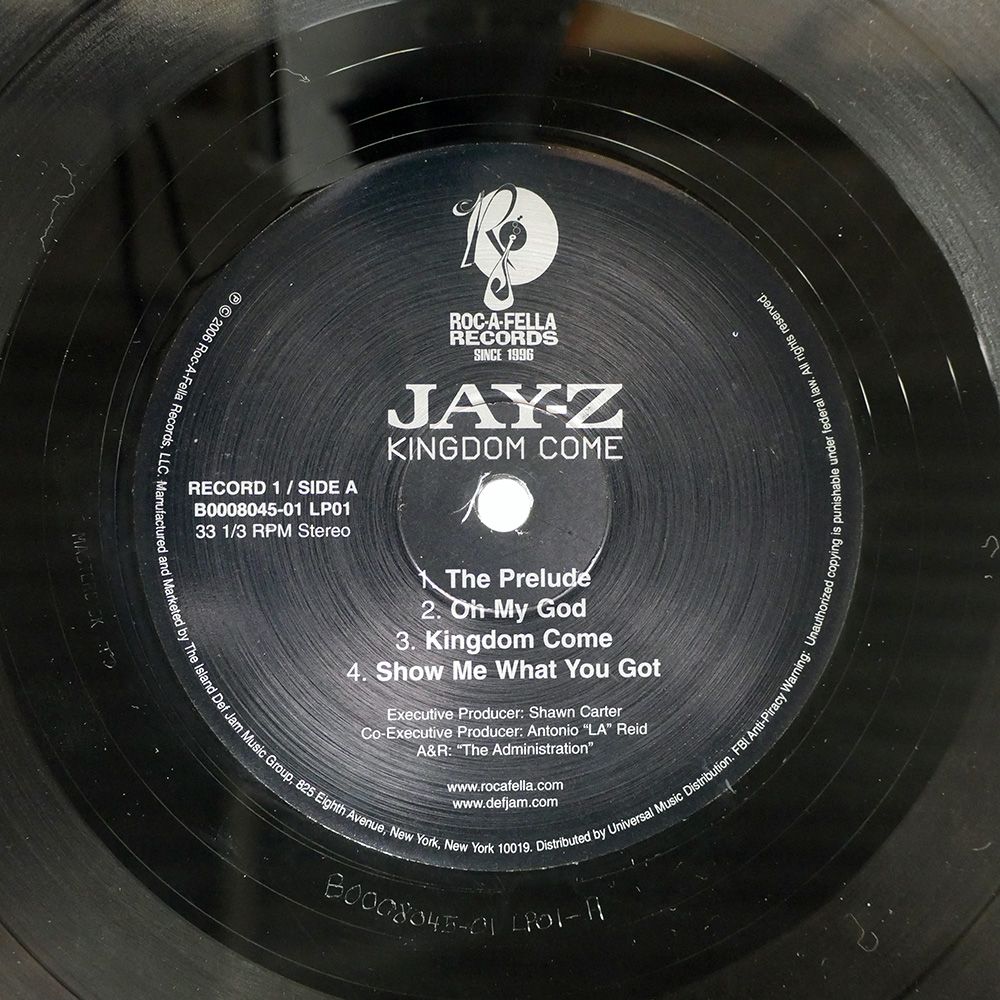 ROC-A-FELLA
RECORDS
SINCE 1996
JAY-Z
KINGDOM COME
RECORD 1 / SIDE A
B0008045-01 LP01
33 1/3 RPM Stereo
1. The Prelude
2. Oh My God
3. Kingdom Come
4. Show Me What You Got
Executive Producer: Shawn Carter
Co-Executive Producer: Antonio “LA” Reid
A&R: “The Administration”
www.rocafella.com
www.defjam.com
℗ © 2006 Roc-A-Fella Records, LLC. Manufactured and Marketed by The Island Def Jam Music Group. 825 Eighth Avenue, New York, New York 10019. Distributed by Universal Music Distribution. FBI Anti-Piracy Warning: Unauthorized copying is punishable under federal law. All rights reserved.
B0008045-01 LP01-A